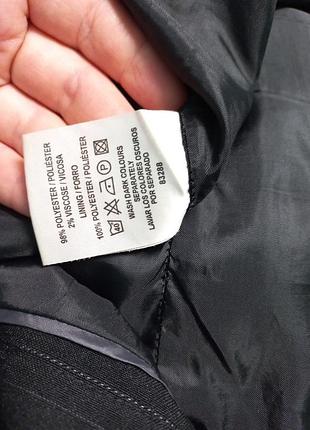 98% POLYESTER / POLIÉSTER
2% VISCOSE / VICOSA
LINING / FORRO
100% POLYESTER / POLIÉSTER
40 P
WASH DARK COLOURS
SEPARATELY
LAVAR LOS COLORES OSCUROS
POR SEPARADO
83288